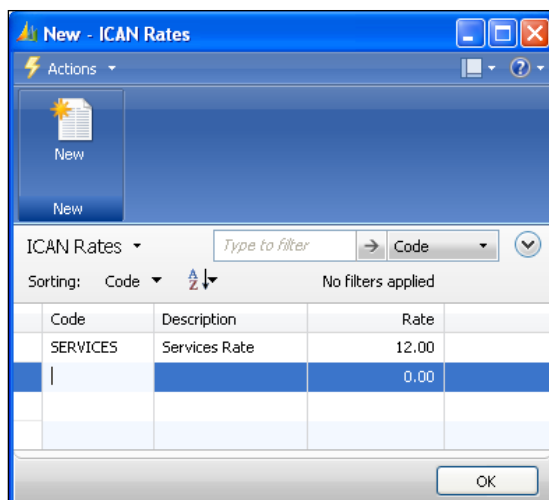 New - ICAN Rates
Actions
New
New
ICAN Rates Type to filter Code
Sorting: Code A Z No filters applied
Code Description Rate
SERVICES Services Rate 12.00
0.00
OK